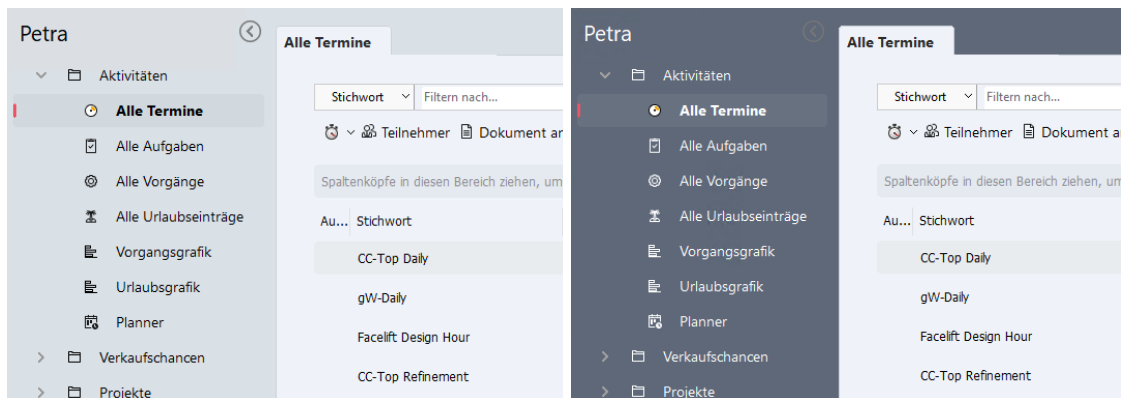 Petra
Alle Termine
Aktivitäten
Alle Termine
Alle Aufgaben
Alle Vorgänge
Alle Urlaubseinträge
Vorgangsgrafik
Urlaubsgrafik
Planner
Verkaufschancen
Projekte
Stichwort Filtern nach...
Teilnehmer Dokument an
Spaltenköpfe in diesen Bereich ziehen, um
Au... Stichwort
CC-Top Daily
gW-Daily
Facelift Design Hour
CC-Top Refinement
Petra
Alle Termine
Aktivitäten
Alle Termine
Alle Aufgaben
Alle Vorgänge
Alle Urlaubseinträge
Vorgangsgrafik
Urlaubsgrafik
Planner
Verkaufschancen
Projekte
Stichwort Filtern nach...
Teilnehmer Dokument a
Spaltenköpfe in diesen Bereich ziehen, um
Au... Stichwort
CC-Top Daily
gW-Daily
Facelift Design Hour
CC-Top Refinement